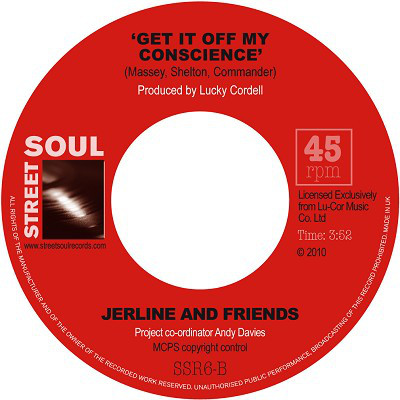 ‘GET IT OFF MY
CONSCIENCE’
(Massey, Shelton, Commander)
Produced by Lucky Cordell
STREET
SOUL
www.streetsoulrecords.com
45
rpm
Licensed Exclusively
from Lu-Cor Music
Co. Ltd
Time: 3:52
© 2010
JERLINE AND FRIENDS
Project co-ordinator Andy Davies
MCPS copyright control
SSR6-B
ALL RIGHTS OF THE MANUFACTURER AND OF THE OWNER OF THE RECORDED WORK RESERVED. UNAUTHORISED PUBLIC PERFORMANCE, BROADCASTING OF THIS RECORD PROHIBITED. MADE IN UK